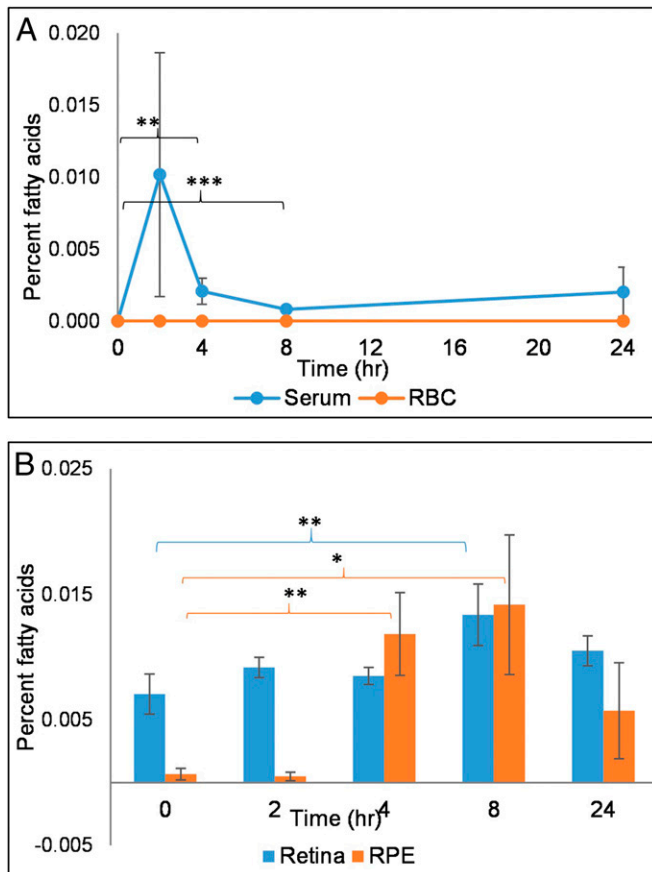 A
Percent fatty acids
0.020
0.015
0.010
0.005
0.000
**
***
0 4 8 12 16 20 24
Time (hr)
Serum RBC
B
Percent fatty acids
0.025
0.015
0.005
-0.005
**
*
**
0 2 4 8 24
Time (hr)
Retina RPE